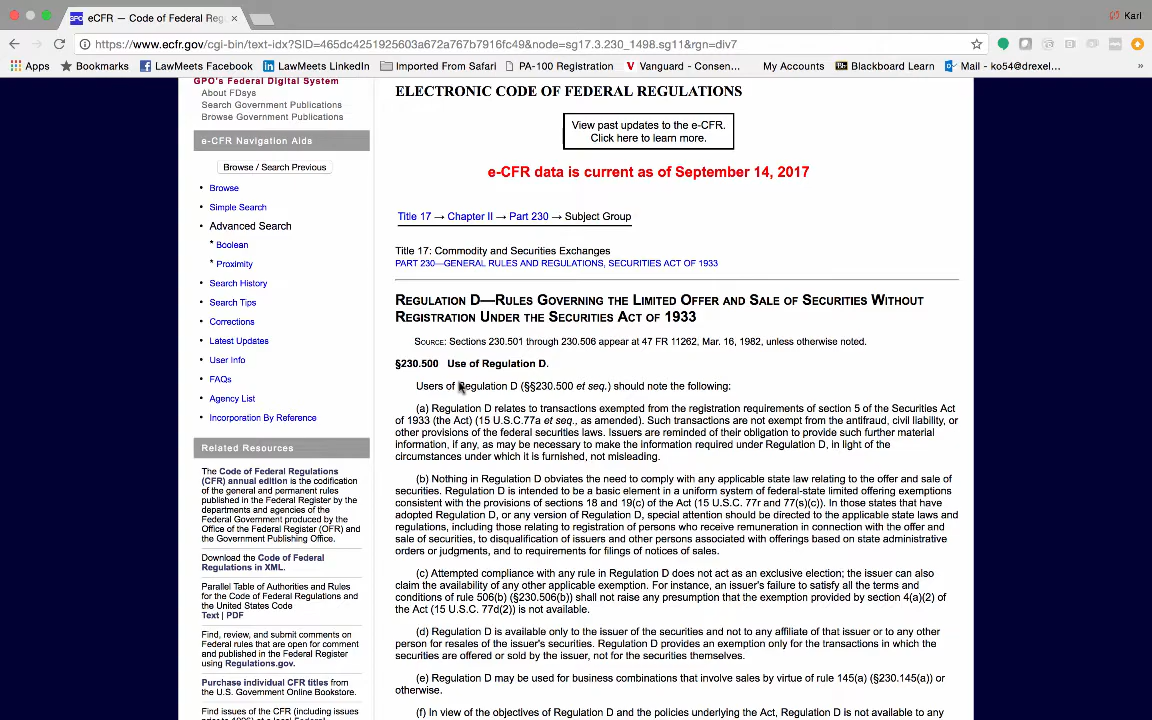 GPO eCFR — Code of Federal Reg
Karl
https://www.ecfr.gov/cgi-bin/text-idx?SID=465dc4251925603a672a767b7916fc49&node=sg17.3.230_1498.sg11&rgn=div7
Apps Bookmarks LawMeets Facebook LawMeets LinkedIn Imported From Safari PA-100 Registration Vanguard - Consen... My Accounts Blackboard Learn Mail - ko54@drexel... »
GPO's Federal Digital System
About FDsys
Search Government Publications
Browse Government Publications
e-CFR Navigation Aids
Browse / Search Previous
• Browse
• Simple Search
• Advanced Search
* Boolean
* Proximity
• Search History
• Search Tips
• Corrections
• Latest Updates
• User Info
• FAQs
• Agency List
• Incorporation By Reference
Related Resources
The Code of Federal Regulations
(CFR) annual edition is the codification
of the general and permanent rules
published in the Federal Register by the
departments and agencies of the
Federal Government produced by the
Office of the Federal Register (OFR) and
the Government Publishing Office.
Download the Code of Federal
Regulations in XML.
Parallel Table of Authorities and Rules
for the Code of Federal Regulations and
the United States Code
Text | PDF
Find, review, and submit comments on
Federal rules that are open for comment
and published in the Federal Register
using Regulations.gov.
Purchase individual CFR titles from
the U.S. Government Online Bookstore.
Find issues of the CFR (including issues
ELECTRONIC CODE OF FEDERAL REGULATIONS
View past updates to the e-CFR.
Click here to learn more.
e-CFR data is current as of September 14, 2017
Title 17 → Chapter II → Part 230 → Subject Group
Title 17: Commodity and Securities Exchanges
PART 230—GENERAL RULES AND REGULATIONS, SECURITIES ACT OF 1933
REGULATION D—RULES GOVERNING THE LIMITED OFFER AND SALE OF SECURITIES WITHOUT
REGISTRATION UNDER THE SECURITIES ACT OF 1933
SOURCE: Sections 230.501 through 230.506 appear at 47 FR 11262, Mar. 16, 1982, unless otherwise noted.
§230.500 Use of Regulation D.
Users of Regulation D (§§230.500 et seq.) should note the following:
(a) Regulation D relates to transactions exempted from the registration requirements of section 5 of the Securities Act
of 1933 (the Act) (15 U.S.C.77a et seq., as amended). Such transactions are not exempt from the antifraud, civil liability, or
other provisions of the federal securities laws. Issuers are reminded of their obligation to provide such further material
information, if any, as may be necessary to make the information required under Regulation D, in light of the
circumstances under which it is furnished, not misleading.
(b) Nothing in Regulation D obviates the need to comply with any applicable state law relating to the offer and sale of
securities. Regulation D is intended to be a basic element in a uniform system of federal-state limited offering exemptions
consistent with the provisions of sections 18 and 19(c) of the Act (15 U.S.C. 77r and 77(s)(c)). In those states that have
adopted Regulation D, or any version of Regulation D, special attention should be directed to the applicable state laws and
regulations, including those relating to registration of persons who receive remuneration in connection with the offer and
sale of securities, to disqualification of issuers and other persons associated with offerings based on state administrative
orders or judgments, and to requirements for filings of notices of sales.
(c) Attempted compliance with any rule in Regulation D does not act as an exclusive election; the issuer can also
claim the availability of any other applicable exemption. For instance, an issuer's failure to satisfy all the terms and
conditions of rule 506(b) (§230.506(b)) shall not raise any presumption that the exemption provided by section 4(a)(2) of
the Act (15 U.S.C. 77d(2)) is not available.
(d) Regulation D is available only to the issuer of the securities and not to any affiliate of that issuer or to any other
person for resales of the issuer's securities. Regulation D provides an exemption only for the transactions in which the
securities are offered or sold by the issuer, not for the securities themselves.
(e) Regulation D may be used for business combinations that involve sales by virtue of rule 145(a) (§230.145(a)) or
otherwise.
(f) In view of the objectives of Regulation D and the policies underlying the Act, Regulation D is not available to any